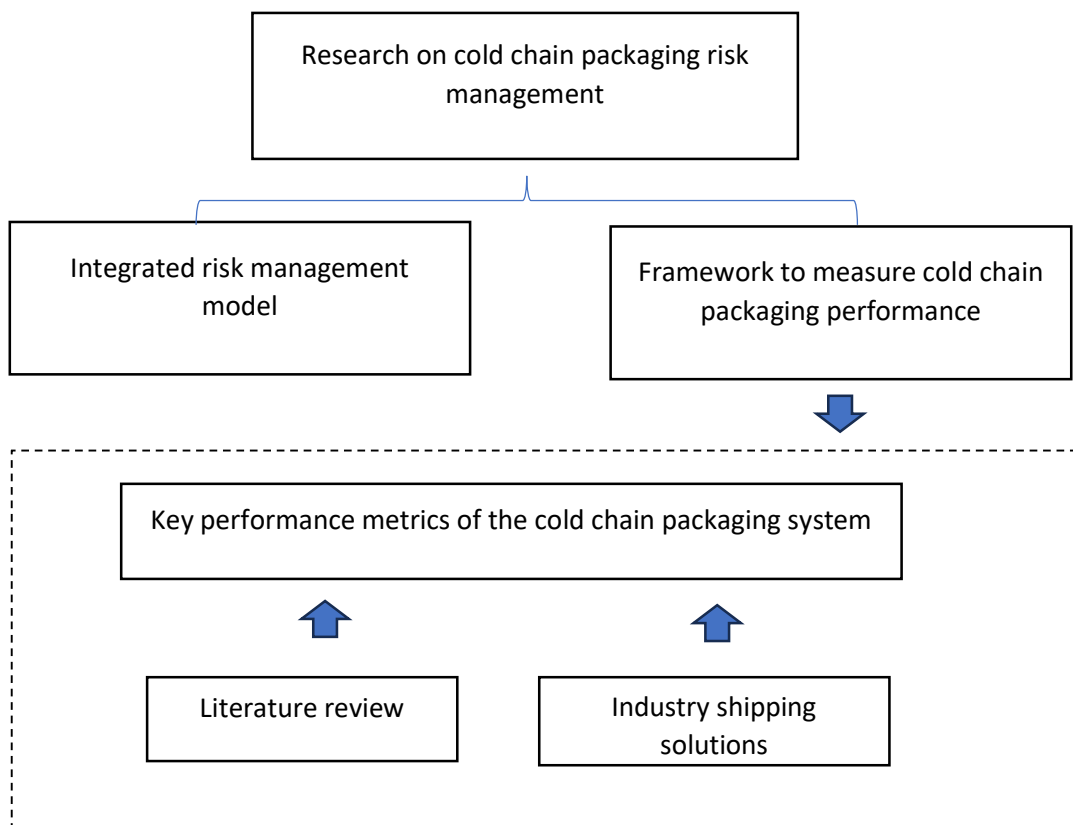 Research on cold chain packaging risk
management
Integrated risk management
model
Framework to measure cold chain
packaging performance
Key performance metrics of the cold chain packaging system
Literature review
Industry shipping
solutions